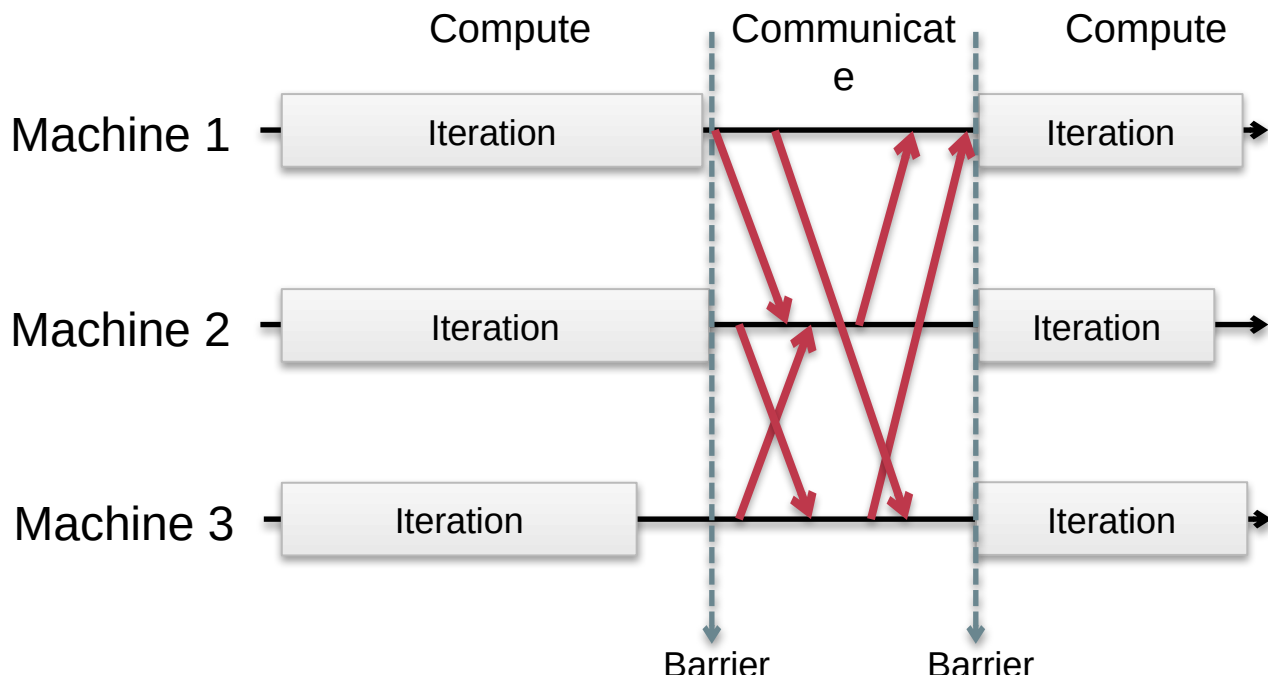 Compute
Communicat
e
Compute
Machine 1
Iteration
Iteration
Machine 2
Iteration
Iteration
Machine 3
Iteration
Iteration
Barrier
Barrier